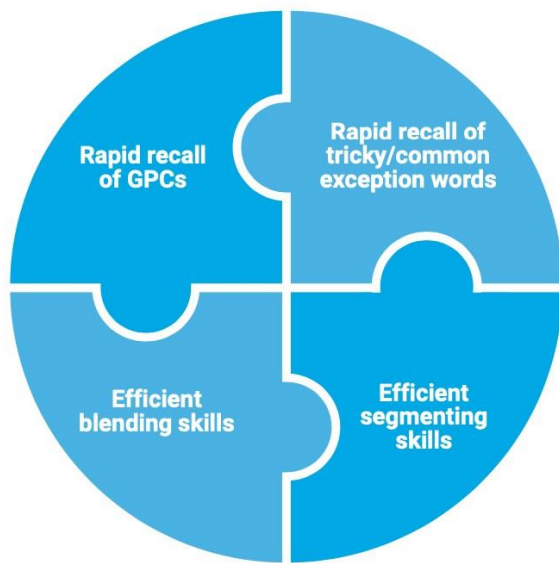 Rapid recall
of GPCs
Rapid recall of
tricky/common
exception words
Efficient
blending skills
Efficient
segmenting
skills